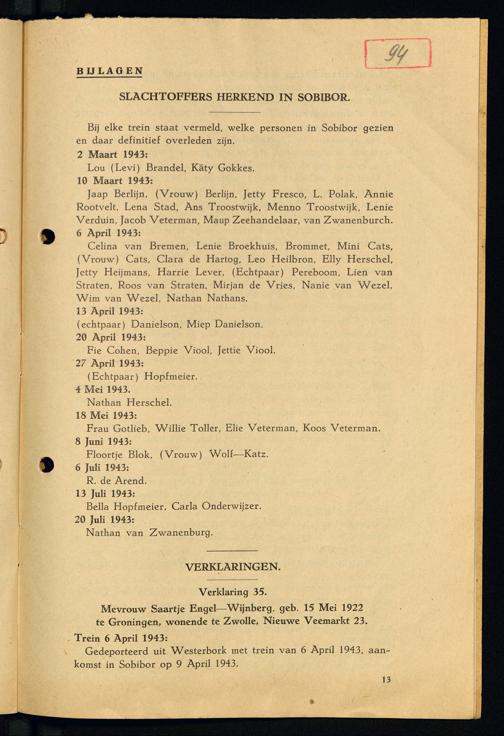 94
BIJLAGEN
SLACHTOFFERS HERKEND IN SOBIBOR.
Bij elke trein staat vermeld, welke personen in Sobibor gezien
en daar definitief overleden zijn.
2 Maart 1943:
Lou (Levi) Brandel, Käty Gokkes.
10 Maart 1943:
Jaap Berlijn, (Vrouw) Berlijn, Jetty Fresco, L. Polak, Annie
Rootvelt, Lena Stad, Ans Troostwijk, Menno Troostwijk, Lenie
Verduin, Jacob Veterman, Maup Zeehandelaar, van Zwanenburch.
6 April 1943:
Celina van Bremen, Lenie Broekhuis, Brommet, Mini Cats,
(Vrouw) Cats, Clara de Hartog, Leo Heilbron, Elly Herschel,
Jetty Heijmans, Harrie Lever, (Echtpaar) Pereboom, Lien van
Straten, Roos van Straten, Mirjan de Vries, Nanie van Wezel,
Wim van Wezel, Nathan Nathans.
13 April 1943:
(echtpaar) Danielson, Miep Danielson.
20 April 1943:
Fie Cohen, Beppie Viool, Jettie Viool.
27 April 1943:
(Echtpaar) Hopfmeier.
4 Mei 1943.
Nathan Herschel.
18 Mei 1943:
Frau Gotlieb, Willie Toller, Elie Veterman, Koos Veterman.
8 Juni 1943:
Floortje Blok, (Vrouw) Wolf—Katz.
6 Juli 1943:
R. de Arend.
13 Juli 1943:
Bella Hopfmeier, Carla Onderwijzer.
20 Juli 1943:
Nathan van Zwanenburg.
VERKLARINGEN.
Verklaring 35.
Mevrouw Saartje Engel—Wijnberg, geb. 15 Mei 1922
te Groningen, wonende te Zwolle, Nieuwe Veemarkt 23.
Trein 6 April 1943:
Gedeporteerd uit Westerbork met trein van 6 April 1943, aan-
komst in Sobibor op 9 April 1943.
13